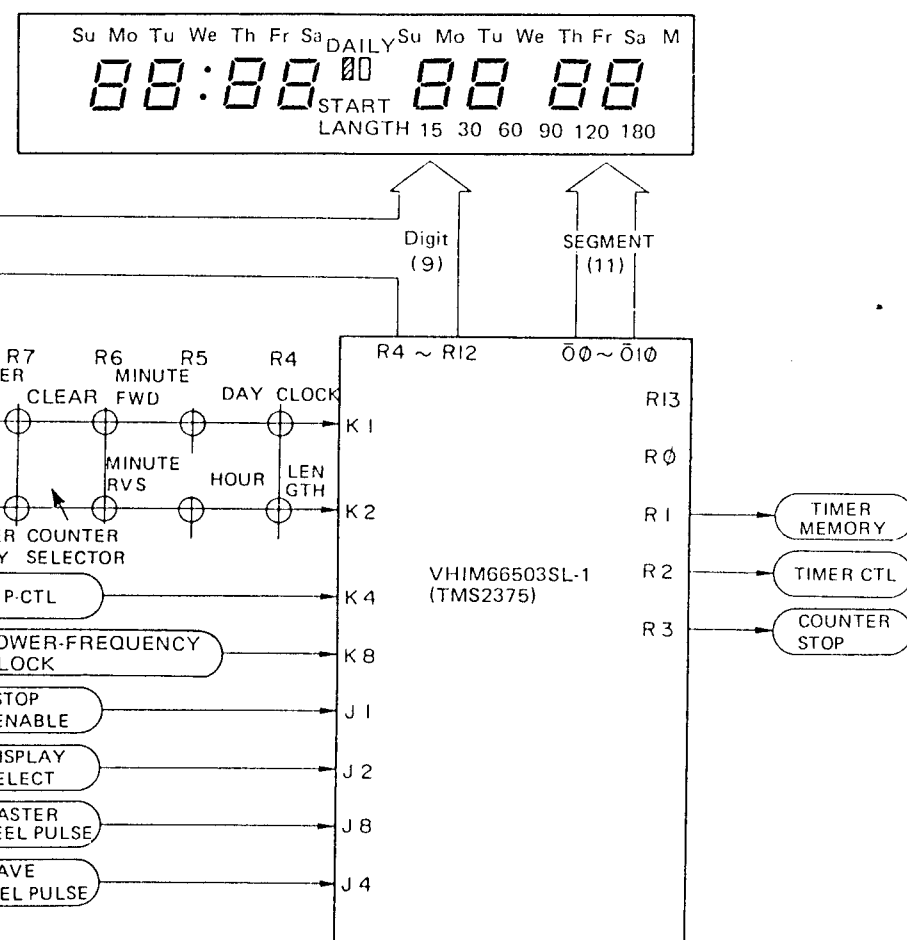 Su Mo Tu We Th Fr Sa DAILY Su Mo Tu We Th Fr Sa M
88:88 88 88
START
LANGTH 15 30 60 90 120 180
Digit
(9)
SEGMENT
(11)
R4 ~ R12
Ō0 ~ Ō10
R7 R6 R5 R4
ER
CLEAR
MINUTE
FWD
DAY CLOCK
K1
MINUTE
RVS
HOUR
LEN
GTH
K2
ER COUNTER
Y SELECTOR
P-CTL
K4
OWER-FREQUENCY
LOCK
K8
STOP
ENABLE
J1
ISPLAY
ELECT
J2
ASTER
EEL PULSE
J8
AVE
EL PULSE
J4
VHIM66503SL-1
(TMS2375)
R13
RØ
R1
TIMER
MEMORY
R2
TIMER CTL
R3
COUNTER
STOP